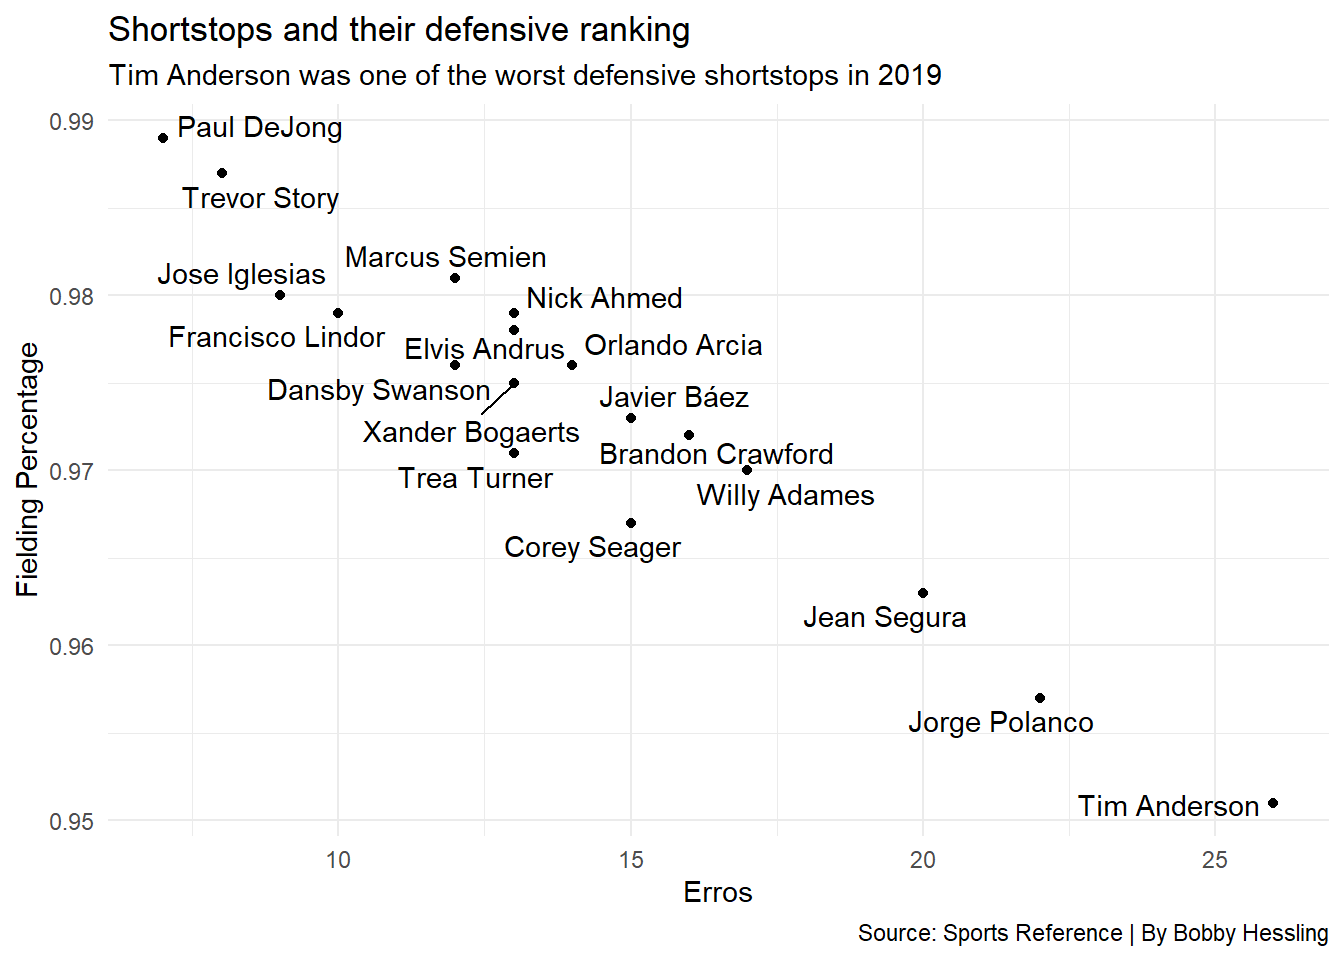 Shortstops and their defensive ranking
Tim Anderson was one of the worst defensive shortstops in 2019
0.99
Paul DeJong
Trevor Story
Marcus Semien
Jose Iglesias
0.98
Nick Ahmed
Francisco Lindor
Elvis Andrus
Orlando Arcia
Dansby Swanson
Javier Báez
Xander Bogaerts
Brandon Crawford
0.97
Trea Turner
Willy Adames
Corey Seager
Fielding Percentage
Jean Segura
0.96
Jorge Polanco
Tim Anderson
0.95
10
15
20
25
Erros
Source: Sports Reference | By Bobby Hessling